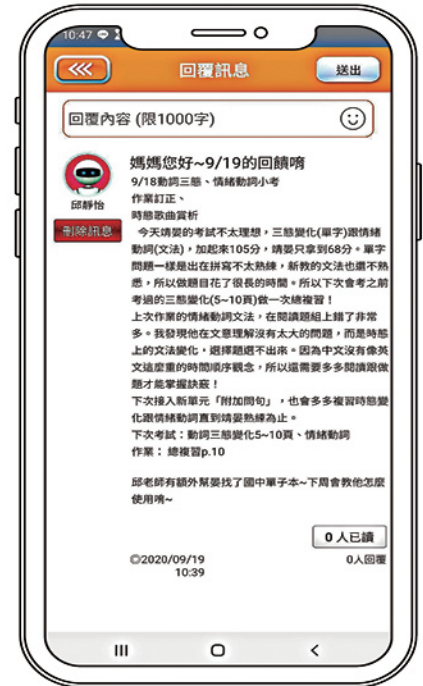 10:47
回覆訊息
送出
回覆內容 (限1000字)
邱靜怡
刪除訊息
媽媽您好~9/19的回饋唷
9/18動詞三態、情緒動詞小考
作業訂正、
時態歌曲賞析
今天靖晏的考試不太理想，三態變化(單字)跟情緒
動詞(文法)，加起來105分，靖晏只拿到68分。單字
問題一樣是出在拼寫不太熟練，新教的文法也還不熟
悉，所以做題目花了很長的時間。所以下次會考之前
考過的三態變化(5~10頁)做一次總複習！
上次作業的情緒動詞文法，在閱讀題組上錯了非常
多。我發現他在文意理解沒有太大的問題，而是時態
上的文法變化，選擇題選不出來。因為中文沒有像英
文這麼重的時間順序觀念，所以還需要多多閱讀跟做
題才能掌握訣竅！
下次接入新單元「附加問句」，也會多多複習時態變
化跟情緒動詞直到靖晏熟練為止。
下次考試：動詞三態變化5~10頁、情緒動詞
作業： 總複習p.10
邱老師有額外幫晏找了國中單子本~下周會教他怎麼
使用唷~
0 人已讀
©2020/09/19
10:39
0人回覆